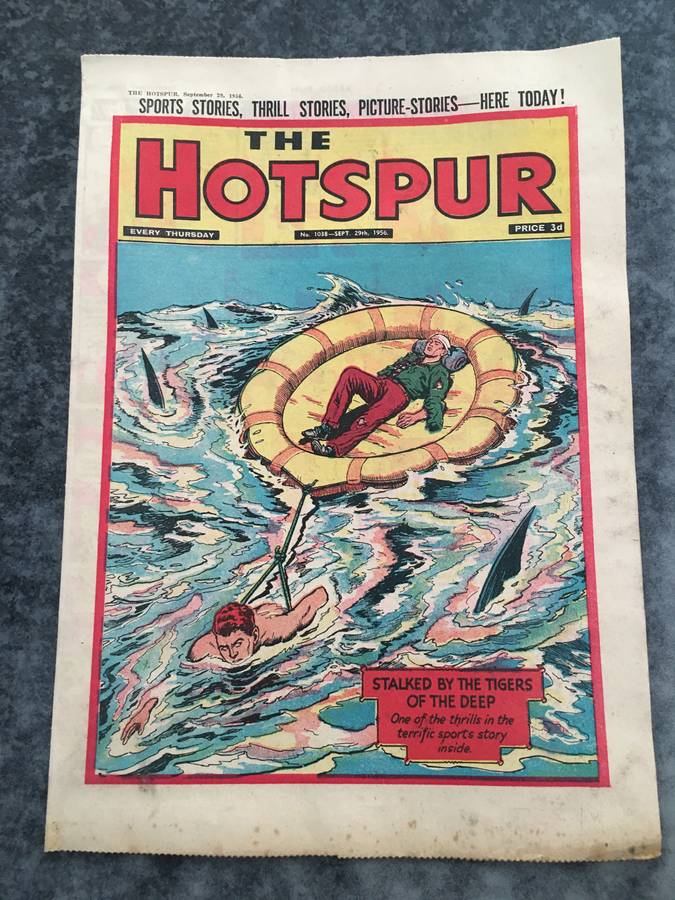 THE HOTSPUR, September 29, 1956.
SPORTS STORIES, THRILL STORIES, PICTURE-STORIES—HERE TODAY!
THE
HOTSPUR
EVERY THURSDAY
No. 1038—SEPT. 29th, 1956.
PRICE 3d
STALKED BY THE TIGERS
OF THE DEEP
One of the thrills in the
terrific sports story
inside.